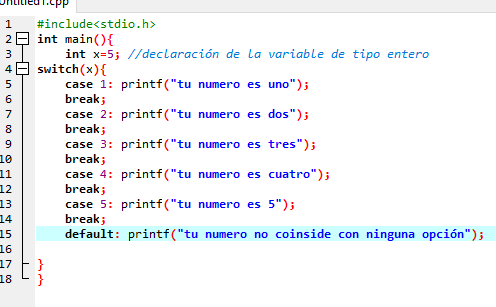 Untitled1.cpp
1 #include<stdio.h>
2 int main(){
3 int x=5; //declaración de la variable de tipo entero
4 switch(x){
5 case 1: printf("tu numero es uno");
6 break;
7 case 2: printf("tu numero es dos");
8 break;
9 case 3: printf("tu numero es tres");
10 break;
11 case 4: printf("tu numero es cuatro");
12 break;
13 case 5: printf("tu numero es 5");
14 break;
15 default: printf("tu numero no coinside con ninguna opción");
16
17 }
18 }